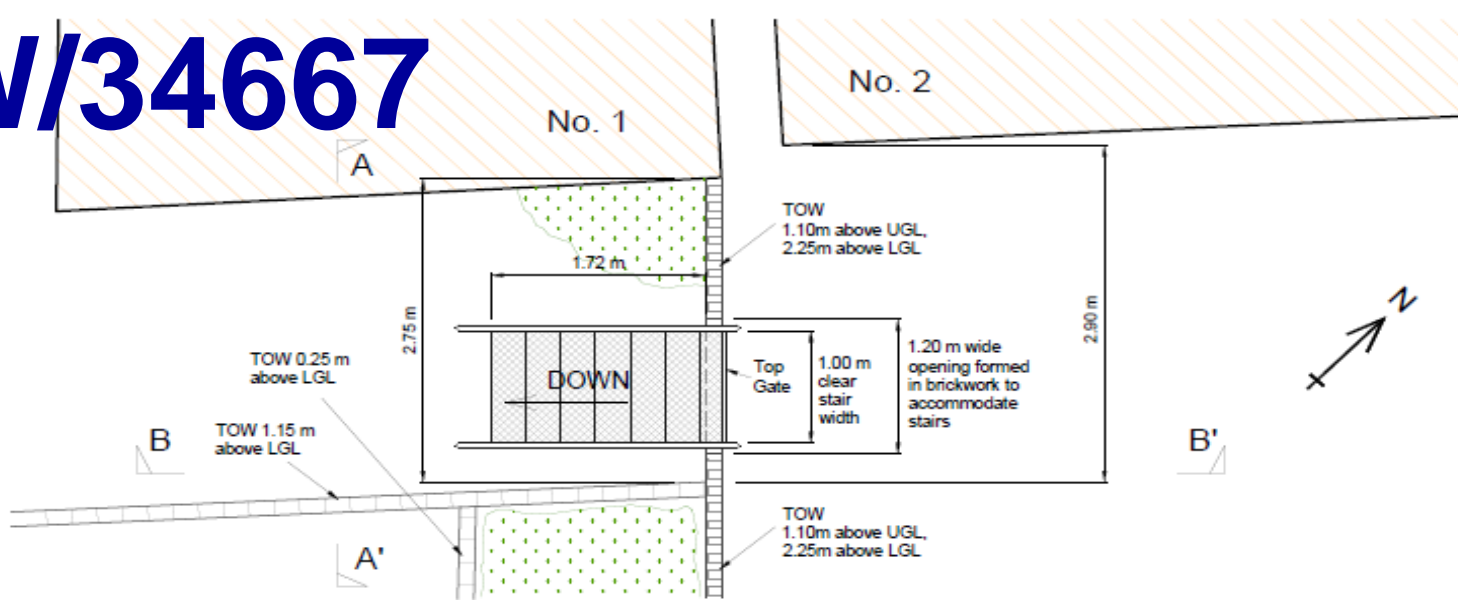 W/34667
No. 1
No. 2
A
TOW
1.10m above UGL,
2.25m above LGL
1.72 m
2.75 m
2.90 m
N
TOW 0.25 m
above LGL
DOWN
Top
Gate
1.00 m
clear
stair
width
1.20 m wide
opening formed
in brickwork to
accommodate
stairs
TOW 1.15 m
above LGL
B
B'
A'
TOW
1.10m above UGL,
2.25m above LGL